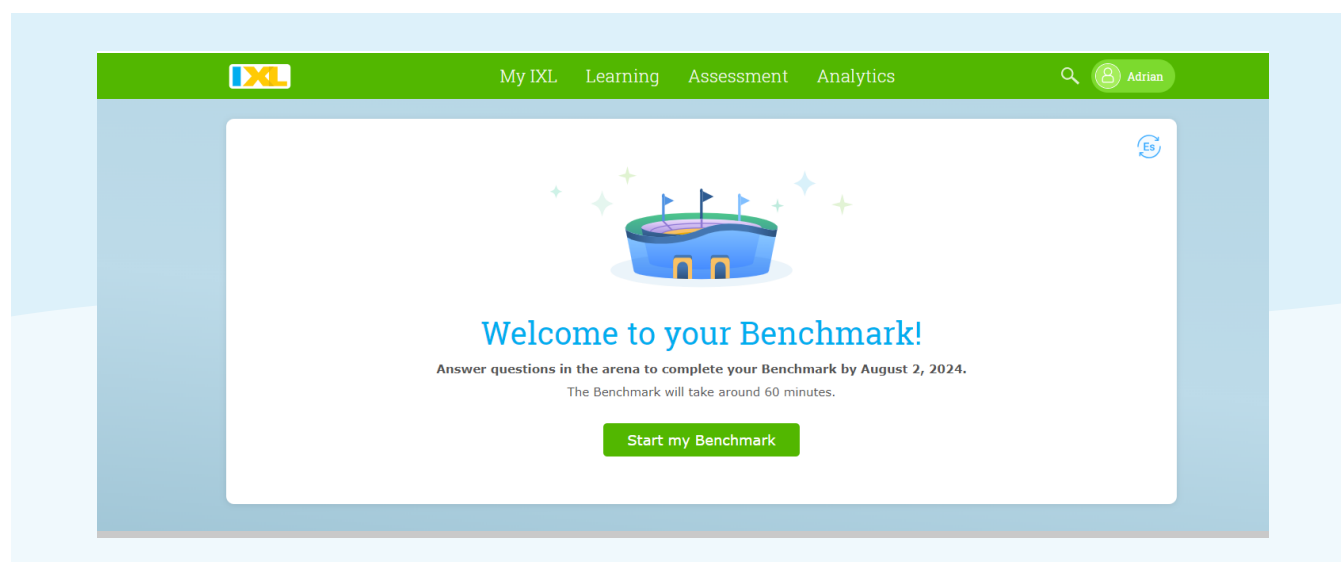 IXL
My IXL Learning Assessment Analytics
Adrian
Es
Welcome to your Benchmark!
Answer questions in the arena to complete your Benchmark by August 2, 2024.
The Benchmark will take around 60 minutes.
Start my Benchmark